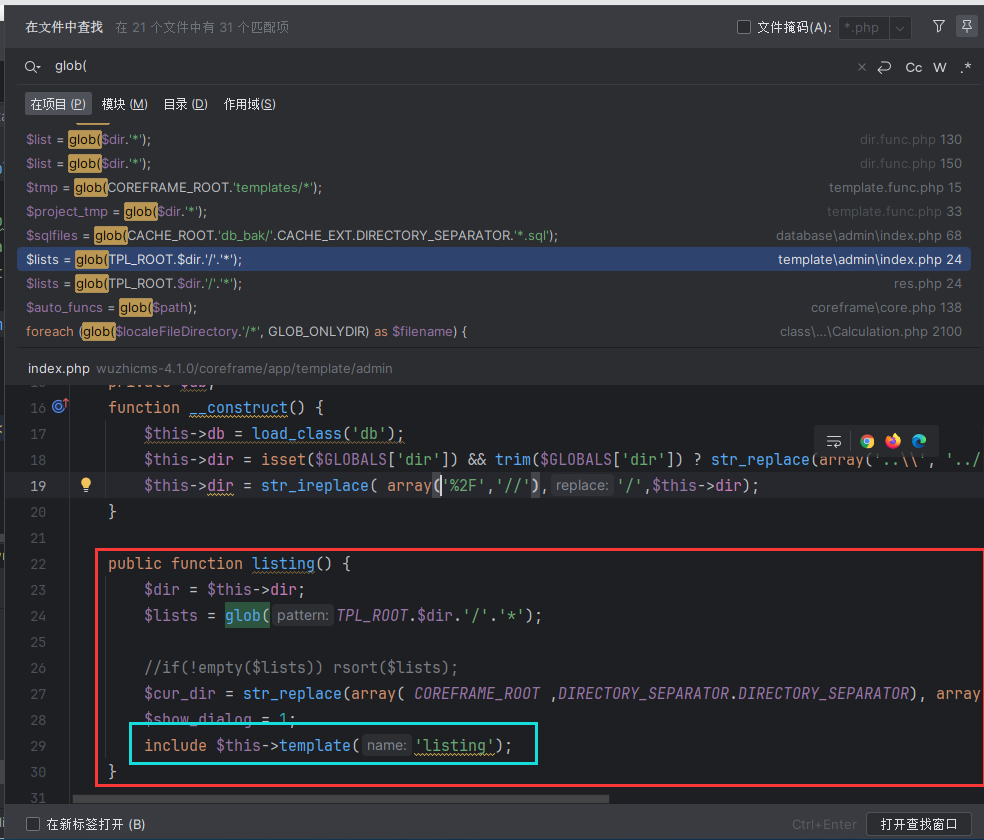 在文件中查找 在 21 个文件中有 31 个匹配项 文件掩码(A): *.php
glob( Cc W .*
在项目 (P) 模块 (M) 目录 (D) 作用域(S)
$list = glob($dir.'*'); dir.func.php 130
$list = glob($dir.'*'); dir.func.php 150
$tmp = glob(COREFRAME_ROOT.'templates/*'); template.func.php 15
$project_tmp = glob($dir.'*'); template.func.php 33
$sqlfiles = glob(CACHE_ROOT.'db_bak/'.CACHE_EXT.DIRECTORY_SEPARATOR.'*.sql'); database\admin\index.php 68
$lists = glob(TPL_ROOT.$dir.'/'.'*'); template\admin\index.php 24
$lists = glob(TPL_ROOT.$dir.'/'.'*'); res.php 24
$auto_funcs = glob($path); coreframe\core.php 138
foreach (glob($localeFileDirectory.'/*', GLOB_ONLYDIR) as $filename) { class\...\Calculation.php 2100
index.php wuzhicms-4.1.0/coreframe/app/template/admin
private $db;
16 function __construct() {
17 $this->db = load_class('db');
18 $this->dir = isset($GLOBALS['dir']) && trim($GLOBALS['dir']) ? str_replace(array('..\\', '../
19 $this->dir = str_ireplace( array('%2F','//'), replace: '/',$this->dir);
20 }
21
22 public function listing() {
23 $dir = $this->dir;
24 $lists = glob( pattern: TPL_ROOT.$dir.'/'.'*');
25
26 //if(!empty($lists)) rsort($lists);
27 $cur_dir = str_replace(array( COREFRAME_ROOT ,DIRECTORY_SEPARATOR.DIRECTORY_SEPARATOR), array
28 $show_dialog = 1;
29 include $this->template( name: 'listing');
30 }
31
在新标签打开 (B) Ctrl+Enter 打开查找窗口